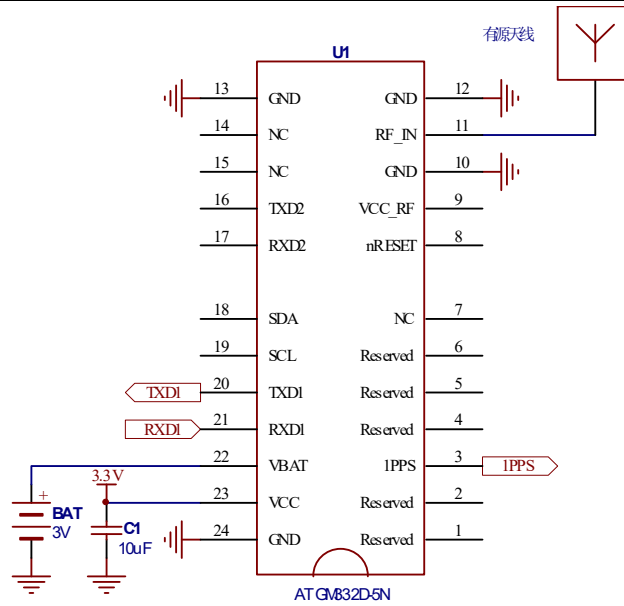 有源天线
U1
13 GND GND 12
14 NC RF_IN 11
15 NC GND 10
16 TXD2 VCC_RF 9
17 RXD2 nRESET 8
18 SDA NC 7
19 SCL Reserved 6
TXD1 20 TXD1 Reserved 5
RXD1 21 RXD1 Reserved 4
22 VBAT 1PPS 3 1PPS
3.3V
23 VCC Reserved 2
+
BAT
3V
C1
10uF
24 GND Reserved 1
ATGM332D-5N